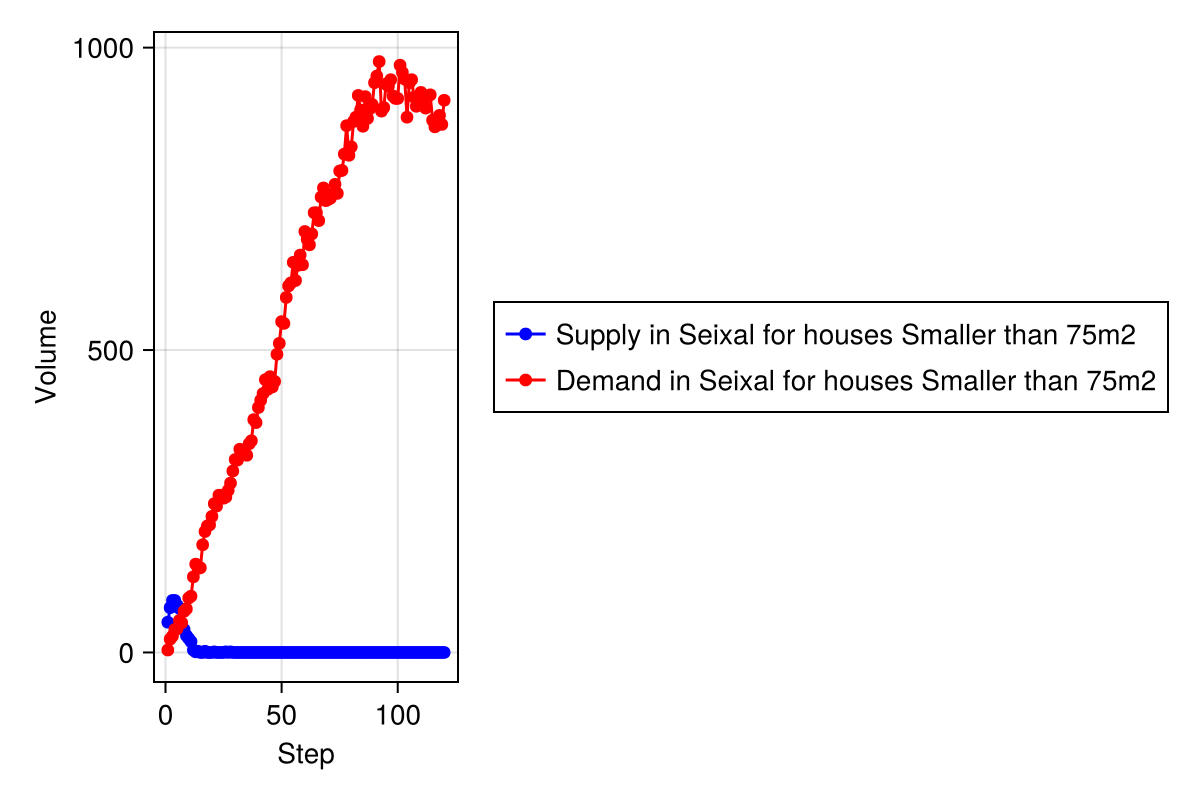 1000
500
0
Volume
0 50 100
Step
Supply in Seixal for houses Smaller than 75m2
Demand in Seixal for houses Smaller than 75m2